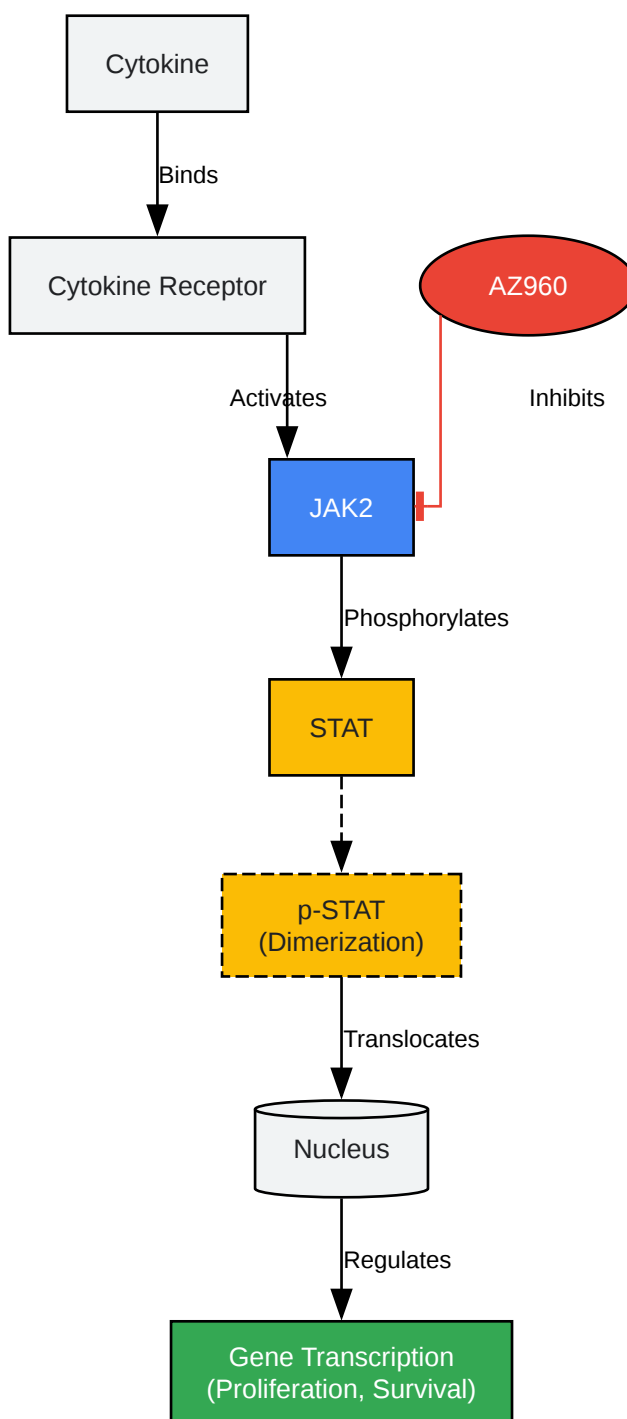 Cytokine
Binds
Cytokine Receptor
AZ960
Activates
Inhibits
JAK2
Phosphorylates
STAT
p-STAT
(Dimerization)
Translocates
Nucleus
Regulates
Gene Transcription
(Proliferation, Survival)